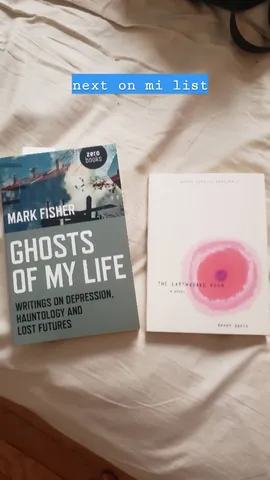 next on mi list
zero
books
MARK FISHER
GHOSTS
OF MY LIFE
WRITINGS ON DEPRESSION,
HAUNTOLOGY AND
LOST FUTURES
THE EARTHQUAKE ROOM
a novel